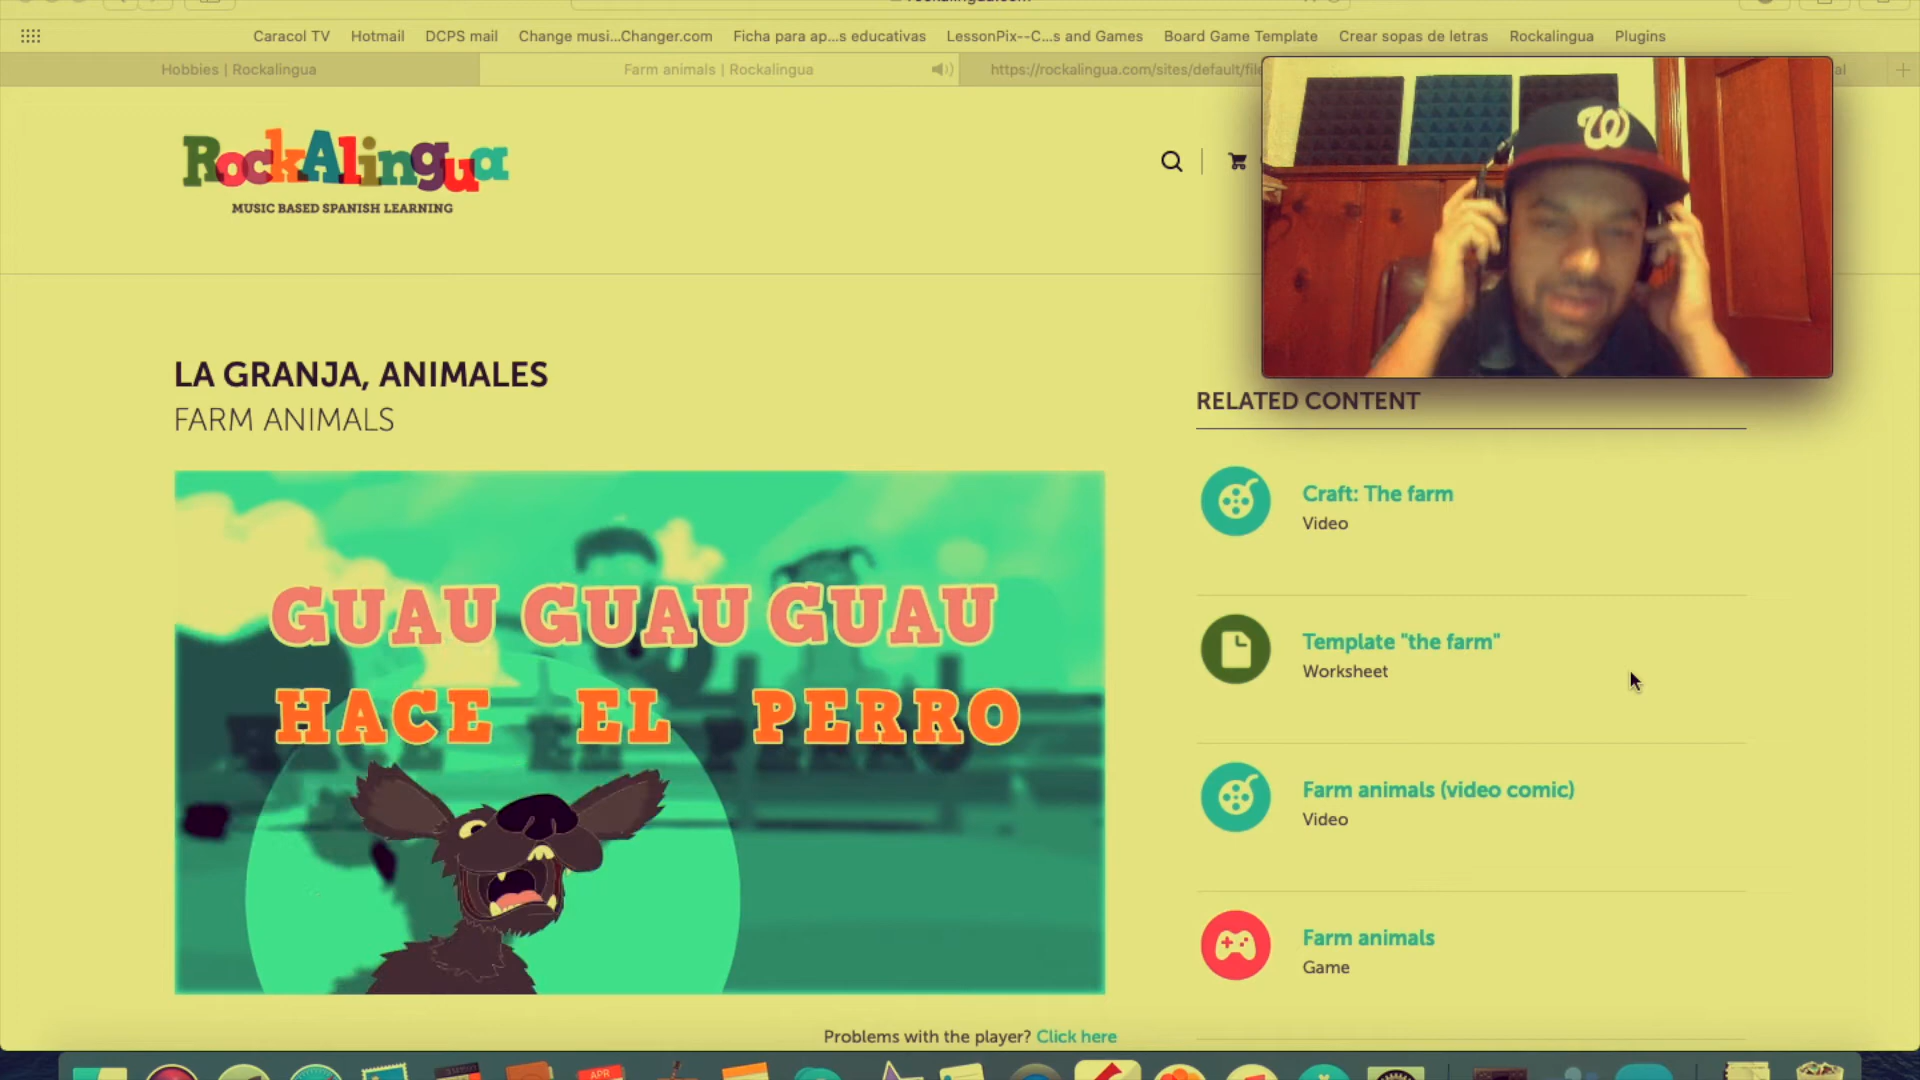 Caracol TV Hotmail DCPS mail Change musi...Changer.com Ficha para ap...s educativas LessonPix--C...s and Games Board Game Template Crear sopas de letras Rockalingua Plugins
Hobbies | Rockalingua Farm animals | Rockalingua https://rockalingua.com/sites/default/file
RockAlingua
MUSIC BASED SPANISH LEARNING
W
LA GRANJA, ANIMALES
FARM ANIMALS
GUAU GUAU GUAU
HACE EL PERRO
RELATED CONTENT
Craft: The farm
Video
Template "the farm"
Worksheet
Farm animals (video comic)
Video
Farm animals
Game
Problems with the player? Click here
APR